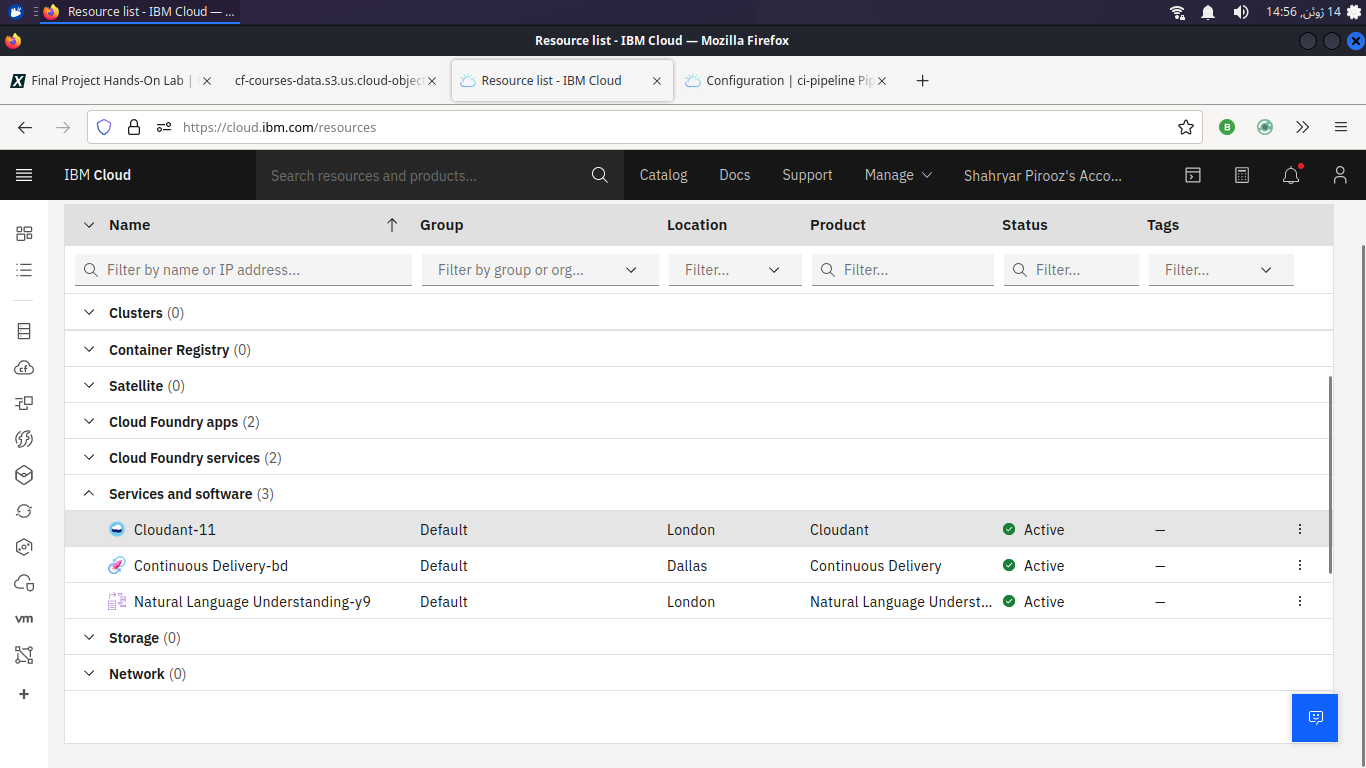 Resource list - IBM Cloud — ...
14:56 ژوئن, 14
Resource list - IBM Cloud — Mozilla Firefox
Final Project Hands-On Lab |
cf-courses-data.s3.us.cloud-object
Resource list - IBM Cloud
Configuration | ci-pipeline Pip
https://cloud.ibm.com/resources
B
IBM Cloud
Search resources and products...
Catalog
Docs
Support
Manage
Shahryar Pirooz's Acco...
Name
Group
Location
Product
Status
Tags
Filter by name or IP address...
Filter by group or org...
Filter...
Filter...
Filter...
Filter...
Clusters (0)
Container Registry (0)
Satellite (0)
Cloud Foundry apps (2)
Cloud Foundry services (2)
Services and software (3)
Cloudant-11 Default London Cloudant Active —
Continuous Delivery-bd Default Dallas Continuous Delivery Active —
Natural Language Understanding-y9 Default London Natural Language Underst... Active —
Storage (0)
Network (0)
cf
vm